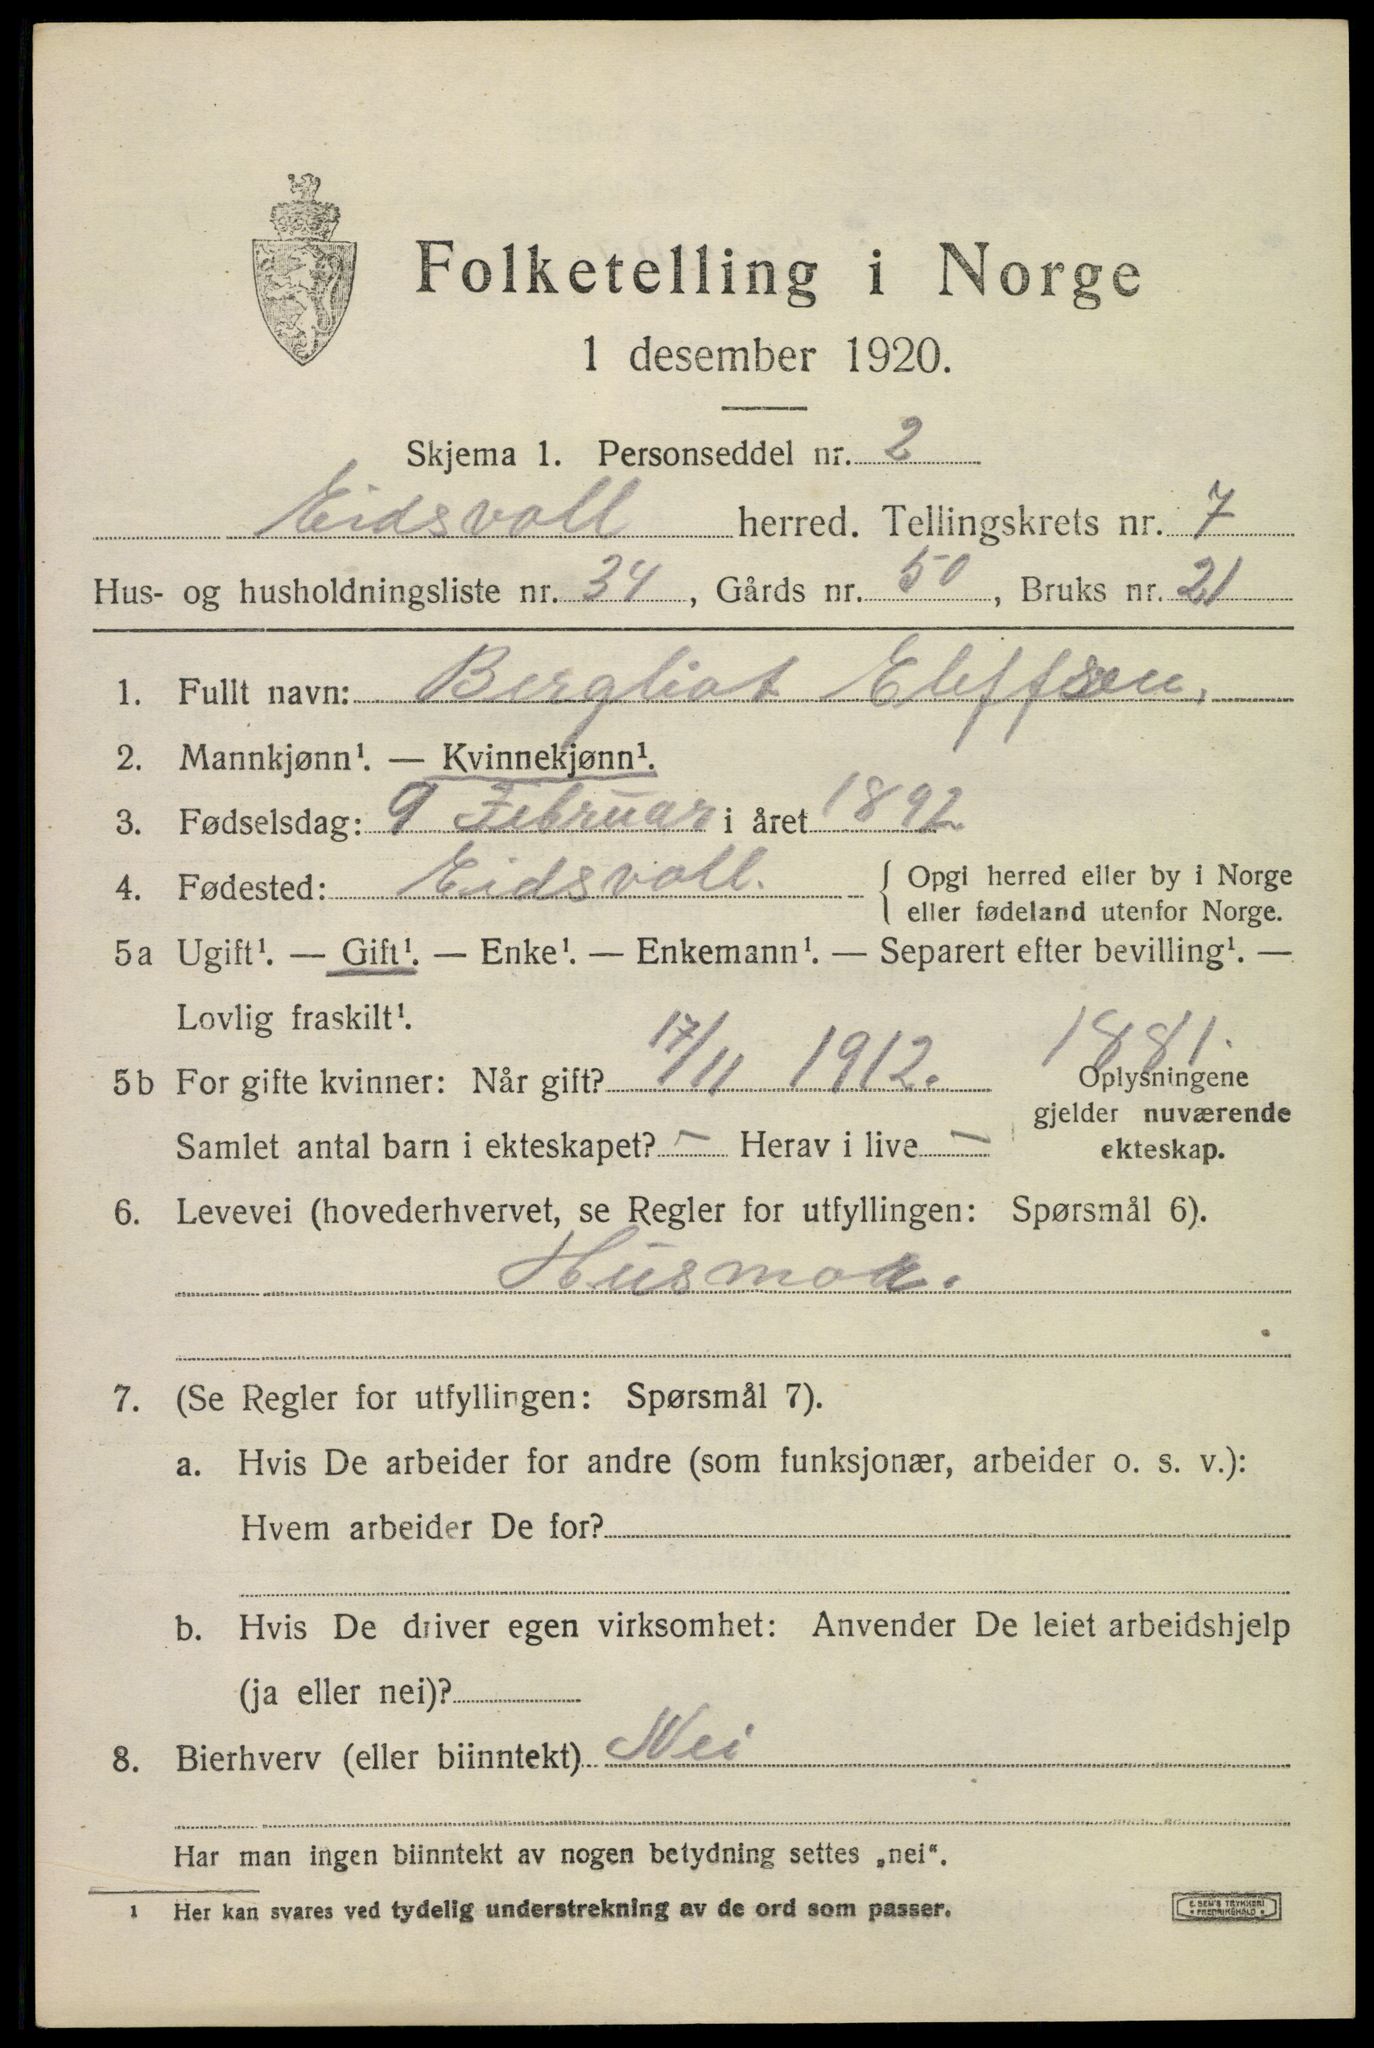 Folketelling i Norge
1 desember 1920.
Skjema 1. Personseddel nr. 2
Eidsvoll herred. Tellingskrets nr. 7
Hus- og husholdningsliste nr. 34, Gårds nr. 50, Bruks nr. 21
1. Fullt navn: Bergliot Eleffsen.
2. Mannkjønn¹. — Kvinnekjønn¹.
3. Fødselsdag: 9 Februar i året 1892.
4. Fødested: Eidsvoll. { Opgi herred eller by i Norge
eller fødeland utenfor Norge.
5a Ugift¹. — Gift¹. — Enke¹. — Enkemann¹. — Separert efter bevilling¹. —
Lovlig fraskilt¹.
1881.
5b For gifte kvinner: Når gift? 17/11 1912. Oplysningene
gjelder nuværende
Samlet antal barn i ekteskapet? – Herav i live – ekteskap.
6. Levevei (hovederhvervet, se Regler for utfyllingen: Spørsmål 6).
Husmor.
7. (Se Regler for utfyllingen: Spørsmål 7).
a. Hvis De arbeider for andre (som funksjonær, arbeider o. s. v.):
Hvem arbeider De for?
b. Hvis De driver egen virksomhet: Anvender De leiet arbeidshjelp
(ja eller nei)?
8. Bierhverv (eller biinntekt) Nei
Har man ingen biinntekt av nogen betydning settes „nei“.
1 Her kan svares ved tydelig understrekning av de ord som passer.
E. SEM'S TRYKKERI
FREDRIKSHALD